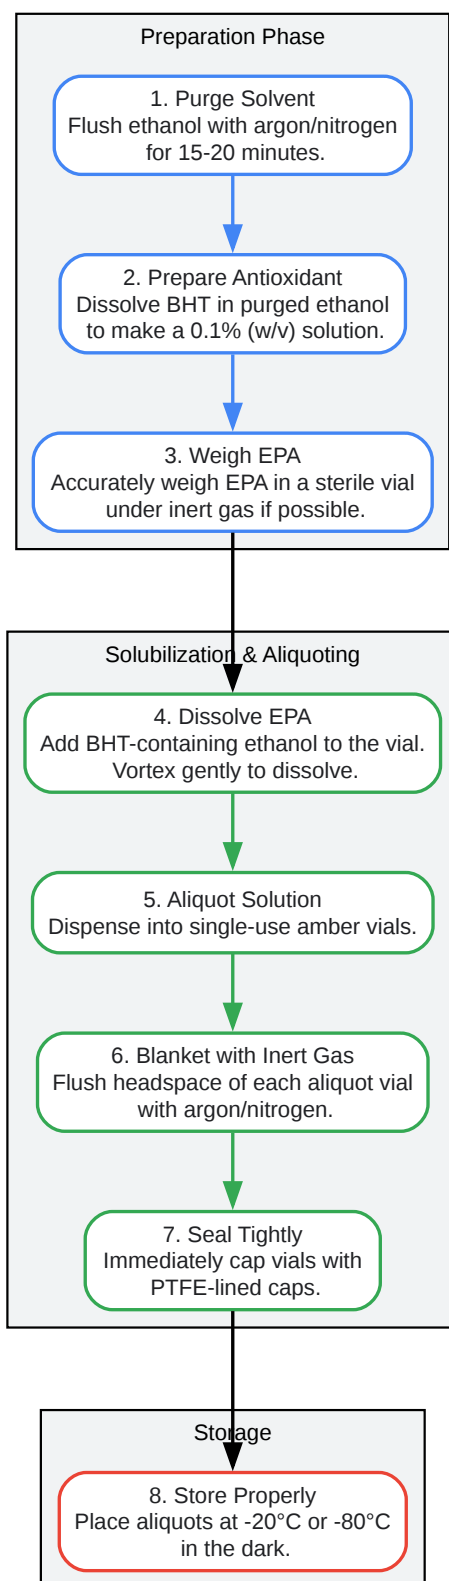 Preparation Phase
1. Purge Solvent
Flush ethanol with argon/nitrogen
for 15-20 minutes.
2. Prepare Antioxidant
Dissolve BHT in purged ethanol
to make a 0.1% (w/v) solution.
3. Weigh EPA
Accurately weigh EPA in a sterile vial
under inert gas if possible.
Solubilization & Aliquoting
4. Dissolve EPA
Add BHT-containing ethanol to the vial.
Vortex gently to dissolve.
5. Aliquot Solution
Dispense into single-use amber vials.
6. Blanket with Inert Gas
Flush headspace of each aliquot vial
with argon/nitrogen.
7. Seal Tightly
Immediately cap vials with
PTFE-lined caps.
Storage
8. Store Properly
Place aliquots at -20°C or -80°C
in the dark.